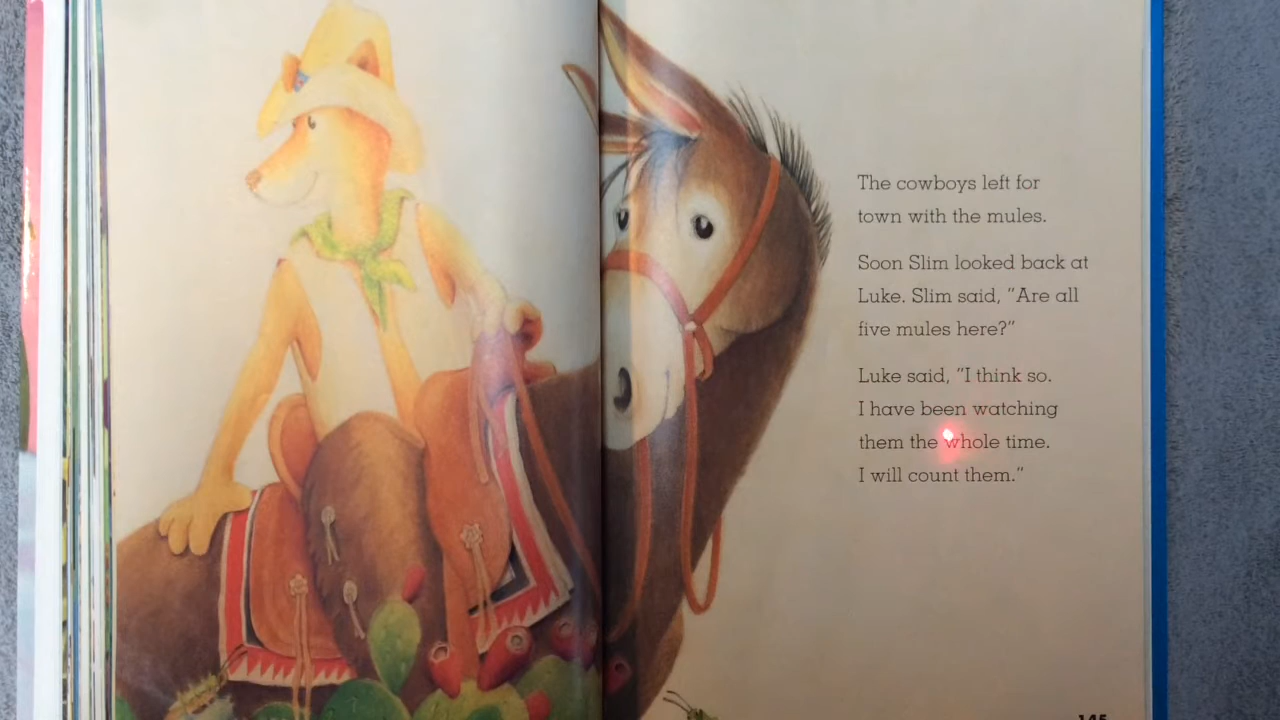 The cowboys left for
town with the mules.
Soon Slim looked back at
Luke. Slim said, "Are all
five mules here?"
Luke said, "I think so.
I have been watching
them the whole time.
I will count them."
145